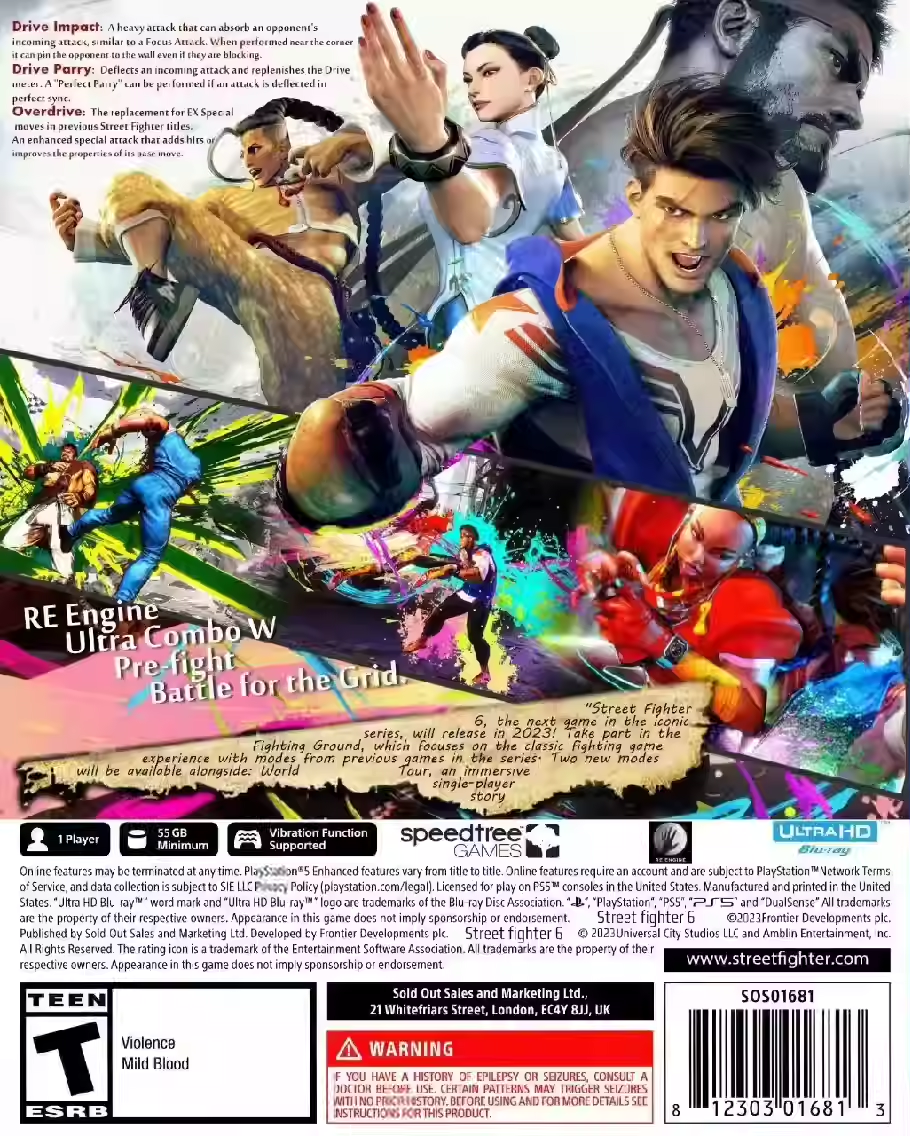 Drive Impact: A heavy attack that can absorb an opponent's
incoming attack, similar to a Focus Attack. When performed near the corner
it can pin the opponent to the wall even if they are blocking.
Drive Parry: Deflects an incoming attack and replenishes the Drive
meter. A "Perfect Parry" can be performed if an attack is deflected in
perfect sync.
Overdrive: The replacement for EX Special
moves in previous Street Fighter titles.
An enhanced special attack that adds hits or
improves the properties of its base move.
RE Engine
Ultra Combo W
Pre-fight
Battle for the Grid.
"Street Fighter
6, the next game in the iconic
series, will release in 2023! Take part in the
Fighting Ground, which focuses on the classic fighting game
experience with modes from previous games in the series. Two new modes
will be available alongside: World Tour, an immersive
single-player
story
1 Player
55 GB
Minimum
Vibration Function
Supported
speedtree
GAMES
RE ENGINE
ULTRA HD
Blu-ray
Online features may be terminated at any time. PlayStation®5 Enhanced features vary from title to title. Online features require an account and are subject to PlayStation™Network Terms
of Service, and data collection is subject to SIE LLC Privacy Policy (playstation.com/legal). Licensed for play on PS5™ consoles in the United States. Manufactured and printed in the United
States. "Ultra HD Blu-ray™" word mark and "Ultra HD Blu-ray™" logo are trademarks of the Blu-ray Disc Association. "", "PlayStation", "PS5", "PS5" and "DualSense" All trademarks
are the property of their respective owners. Appearance in this game does not imply sponsorship or endorsement. Street fighter 6 ©2023Frontier Developments plc.
Published by Sold Out Sales and Marketing Ltd. Developed by Frontier Developments plc. Street fighter 6 © 2023Universal City Studios LLC and Amblin Entertainment, Inc.
All Rights Reserved. The rating icon is a trademark of the Entertainment Software Association. All trademarks are the property of the r
respective owners. Appearance in this game does not imply sponsorship or endorsement.
www.streetfighter.com
TEEN
T
ESRB
Violence
Mild Blood
Sold Out Sales and Marketing Ltd.,
21 Whitefriars Street, London, EC4Y 8JJ, UK
WARNING
IF YOU HAVE A HISTORY OF EPILEPSY OR SEIZURES, CONSULT A
DOCTOR BEFORE USE. CERTAIN PATTERNS MAY TRIGGER SEIZURES
WITH NO PRIOR HISTORY. BEFORE USING AND FOR MORE DETAILS SEE
INSTRUCTIONS FOR THIS PRODUCT.
SOS01681
8 12303 01681 3
3